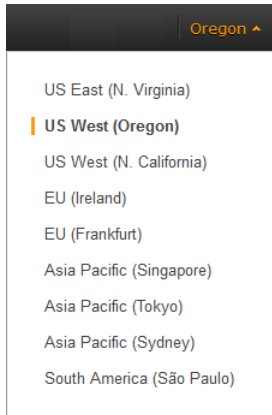 Oregon
US East (N. Virginia)
US West (Oregon)
US West (N. California)
EU (Ireland)
EU (Frankfurt)
Asia Pacific (Singapore)
Asia Pacific (Tokyo)
Asia Pacific (Sydney)
South America (São Paulo)